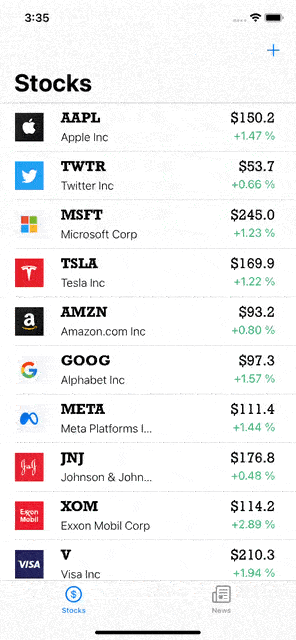 3:35
+
Stocks
AAPL $150.2
Apple Inc +1.47 %
TWTR $53.7
Twitter Inc +0.66 %
MSFT $245.0
Microsoft Corp +1.23 %
TSLA $169.9
Tesla Inc +1.22 %
AMZN $93.2
Amazon.com Inc +0.80 %
GOOG $97.3
Alphabet Inc +1.57 %
META $111.4
Meta Platforms I... +1.44 %
JNJ $176.8
Johnson & John... +0.48 %
Exxon
Mobil
XOM $114.2
Exxon Mobil Corp +2.89 %
VISA
V $210.3
Visa Inc +1.94 %
Stocks News